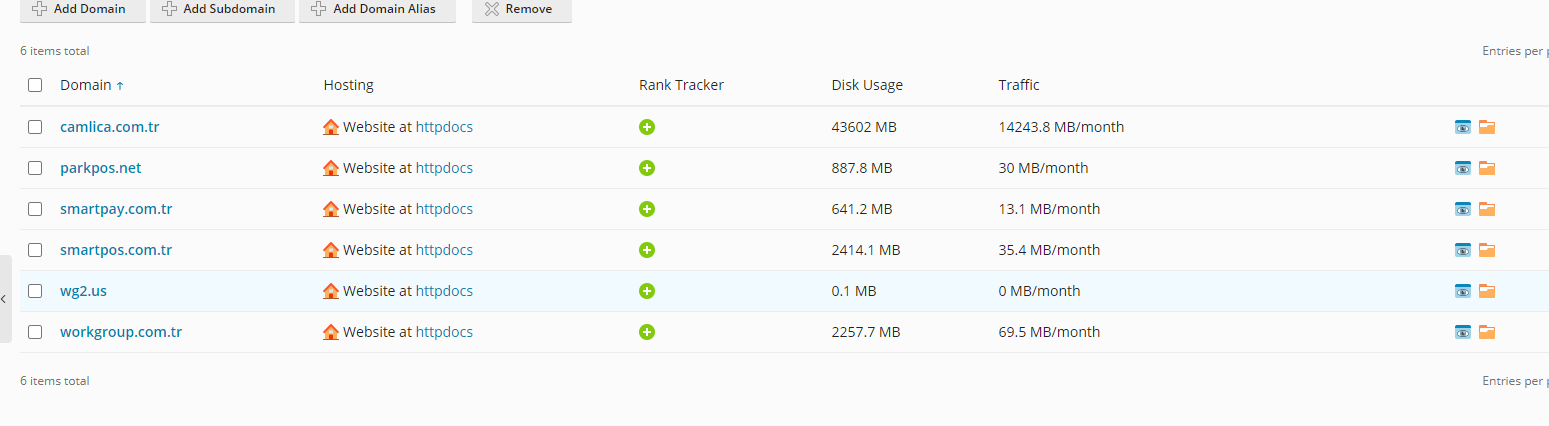 Add Domain Add Subdomain Add Domain Alias Remove
6 items total Entries per
Domain ↑ Hosting Rank Tracker Disk Usage Traffic
camlica.com.tr Website at httpdocs 43602 MB 14243.8 MB/month
parkpos.net Website at httpdocs 887.8 MB 30 MB/month
smartpay.com.tr Website at httpdocs 641.2 MB 13.1 MB/month
smartpos.com.tr Website at httpdocs 2414.1 MB 35.4 MB/month
wg2.us Website at httpdocs 0.1 MB 0 MB/month
workgroup.com.tr Website at httpdocs 2257.7 MB 69.5 MB/month
6 items total Entries per